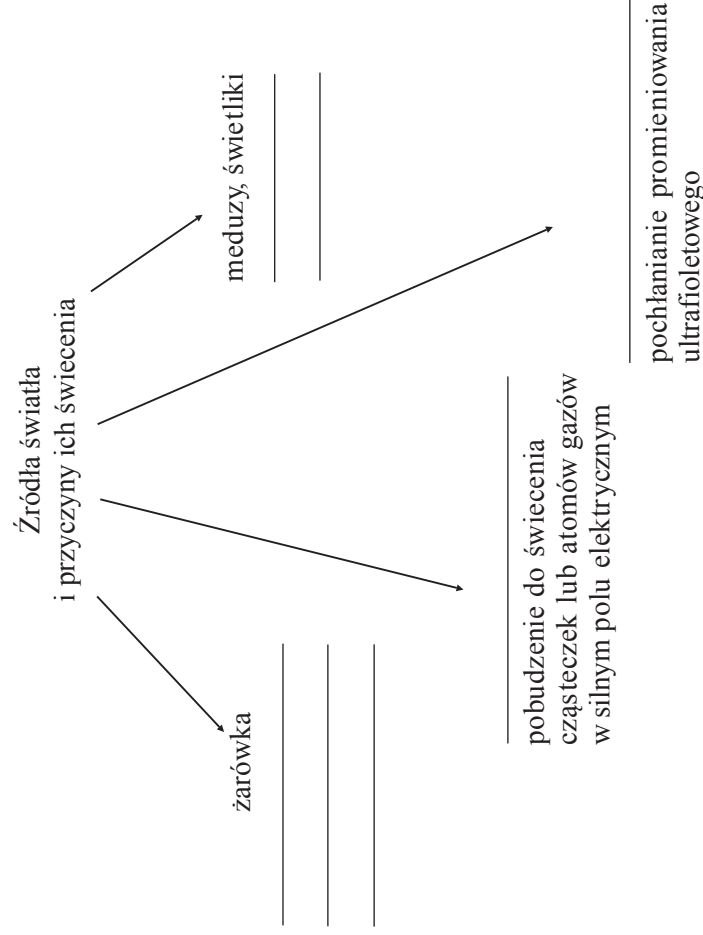 Źródła światła
i przyczyny ich świecenia
żarówka
meduzy, świetliki
pobudzenie do świecenia
cząsteczek lub atomów gazów
w silnym polu elektrycznym
pochłanianie promieniowania
ultrafioletowego